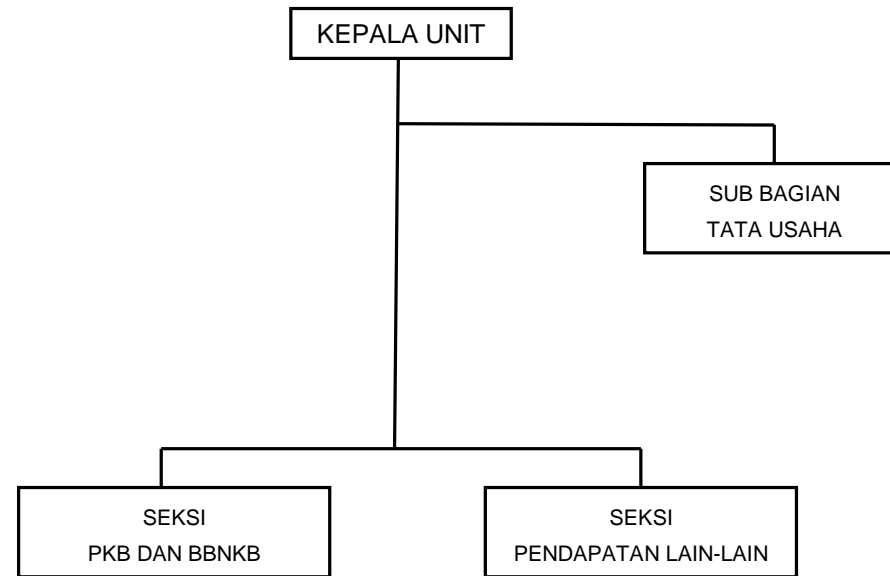 KEPALA UNIT
SUB BAGIAN
TATA USAHA
SEKSI
PKB DAN BBNKB
SEKSI
PENDAPATAN LAIN-LAIN